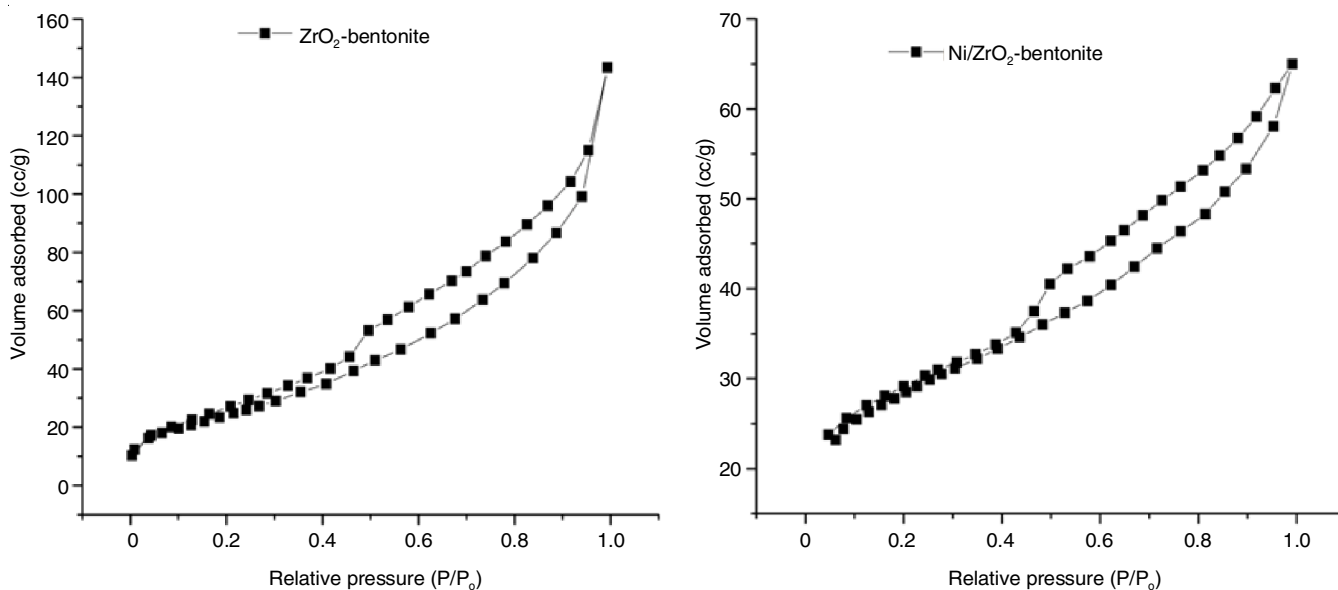 160
140
120
100
80
60
40
20
0
Volume adsorbed (cc/g)
ZrO₂-bentonite
0 0.2 0.4 0.6 0.8 1.0
Relative pressure (P/Pₒ)
70
60
50
40
30
20
Volume adsorbed (cc/g)
Ni/ZrO₂-bentonite
0 0.2 0.4 0.6 0.8 1.0
Relative pressure (P/Pₒ)